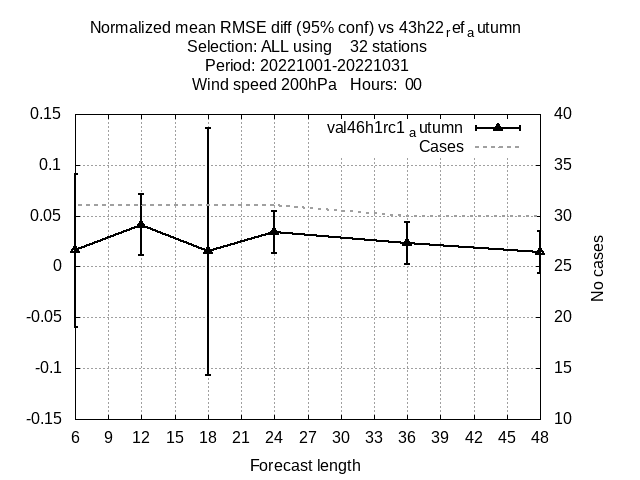 Normalized mean RMSE diff (95% conf) vs 43h22ref autumn
Selection: ALL using    32 stations
Period: 20221001-20221031
Wind speed 200hPa   Hours:  00
val46h1rc1autumn
Cases
0.15
0.1
0.05
0
-0.05
-0.1
-0.15
40
35
30
25
20
15
10
No cases
6 9 12 15 18 21 24 27 30 33 36 39 42 45 48
Forecast length